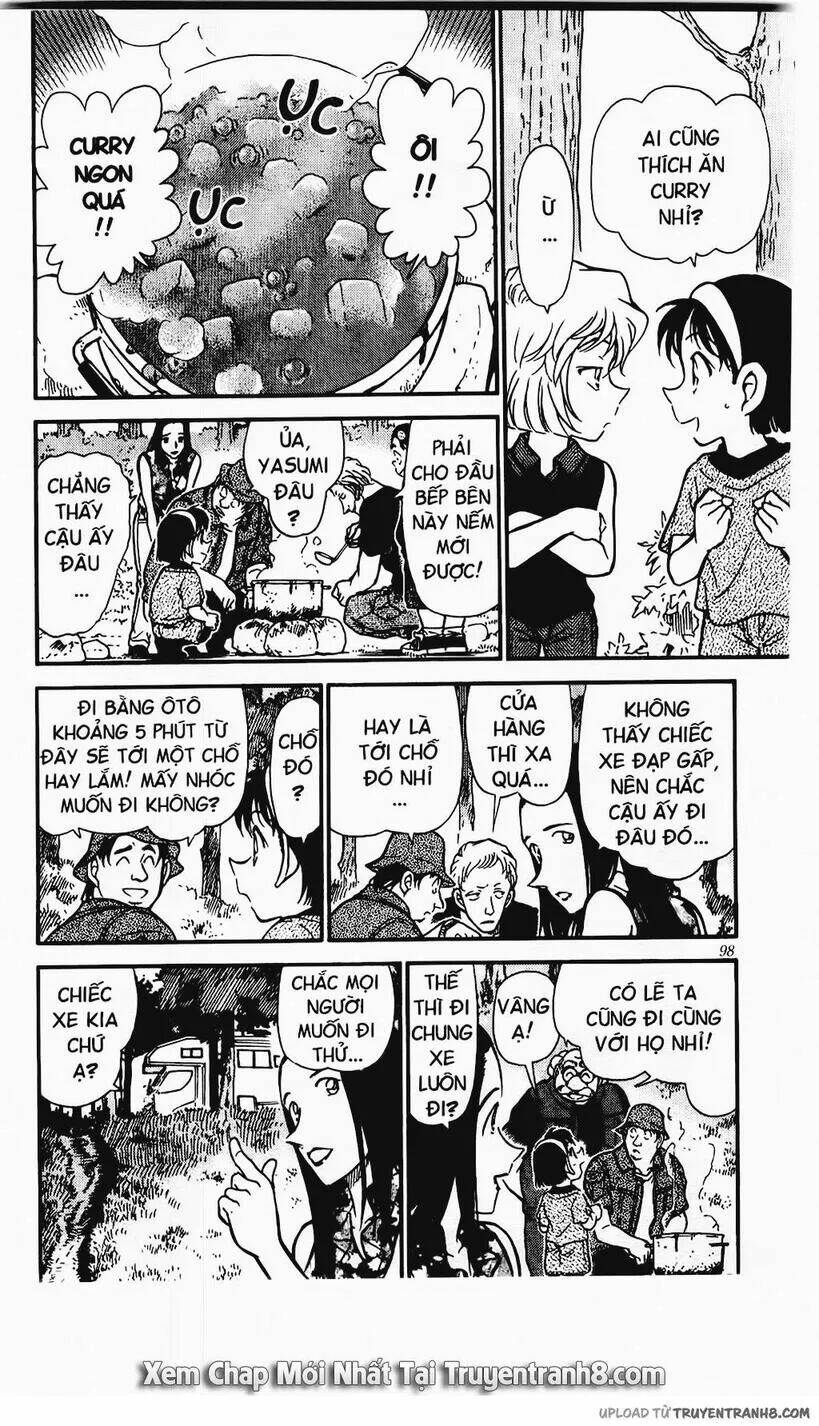 AI CŨNG
THÍCH ĂN
CURRY
NHỈ?
Ừ
...
ÔI
!!
ỤC
ỤC
CURRY
NGON
QUÁ
!!
PHẢI
CHO ĐẦU
BẾP BÊN
NÀY NẾM
MỚI
ĐƯỢC!
ỦA,
YASUMI
ĐÂU
?
CHẲNG
THẤY
CẬU ẤY
ĐÂU
...
KHÔNG
THẤY CHIẾC
XE ĐẠP GẤP,
NÊN CHẮC
CẬU ẤY ĐI
ĐÂU ĐÓ...
CỬA
HÀNG
THÌ XA
QUÁ...
HAY LÀ
TỚI CHỖ
ĐÓ NHỈ
...
CHỖ
ĐÓ
?
ĐI BẰNG ÔTÔ
KHOẢNG 5 PHÚT TỪ
ĐÂY SẼ TỚI MỘT CHỖ
HAY LẮM! MẤY NHÓC
MUỐN ĐI KHÔNG?
98
CÓ LẼ TA
CŨNG ĐI CÙNG
VỚI HỌ NHỈ!
VÂNG
Ạ!
THẾ
THÌ ĐI
CHUNG
XE
LUÔN
ĐI?
CHẮC MỌI
NGƯỜI
MUỐN ĐI
THỬ...
CHIẾC
XE KIA
CHỨ
Ạ?
Xem Chap Mới Nhất Tại Truyentranh8.com
UPLOAD TỪ TRUYENTRANH8.COM